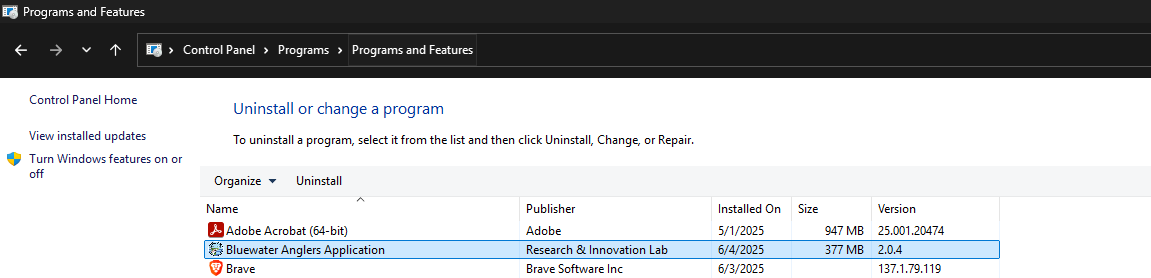 Programs and Features
Control Panel Programs Programs and Features
Control Panel Home
View installed updates
Turn Windows features on or
off
Uninstall or change a program
To uninstall a program, select it from the list and then click Uninstall, Change, or Repair.
Organize Uninstall
Name Publisher Installed On Size Version
Adobe Acrobat (64-bit) Adobe 5/1/2025 947 MB 25.001.20474
Bluewater Anglers Application Research & Innovation Lab 6/4/2025 377 MB 2.0.4
Brave Brave Software Inc 6/3/2025 137.1.79.119